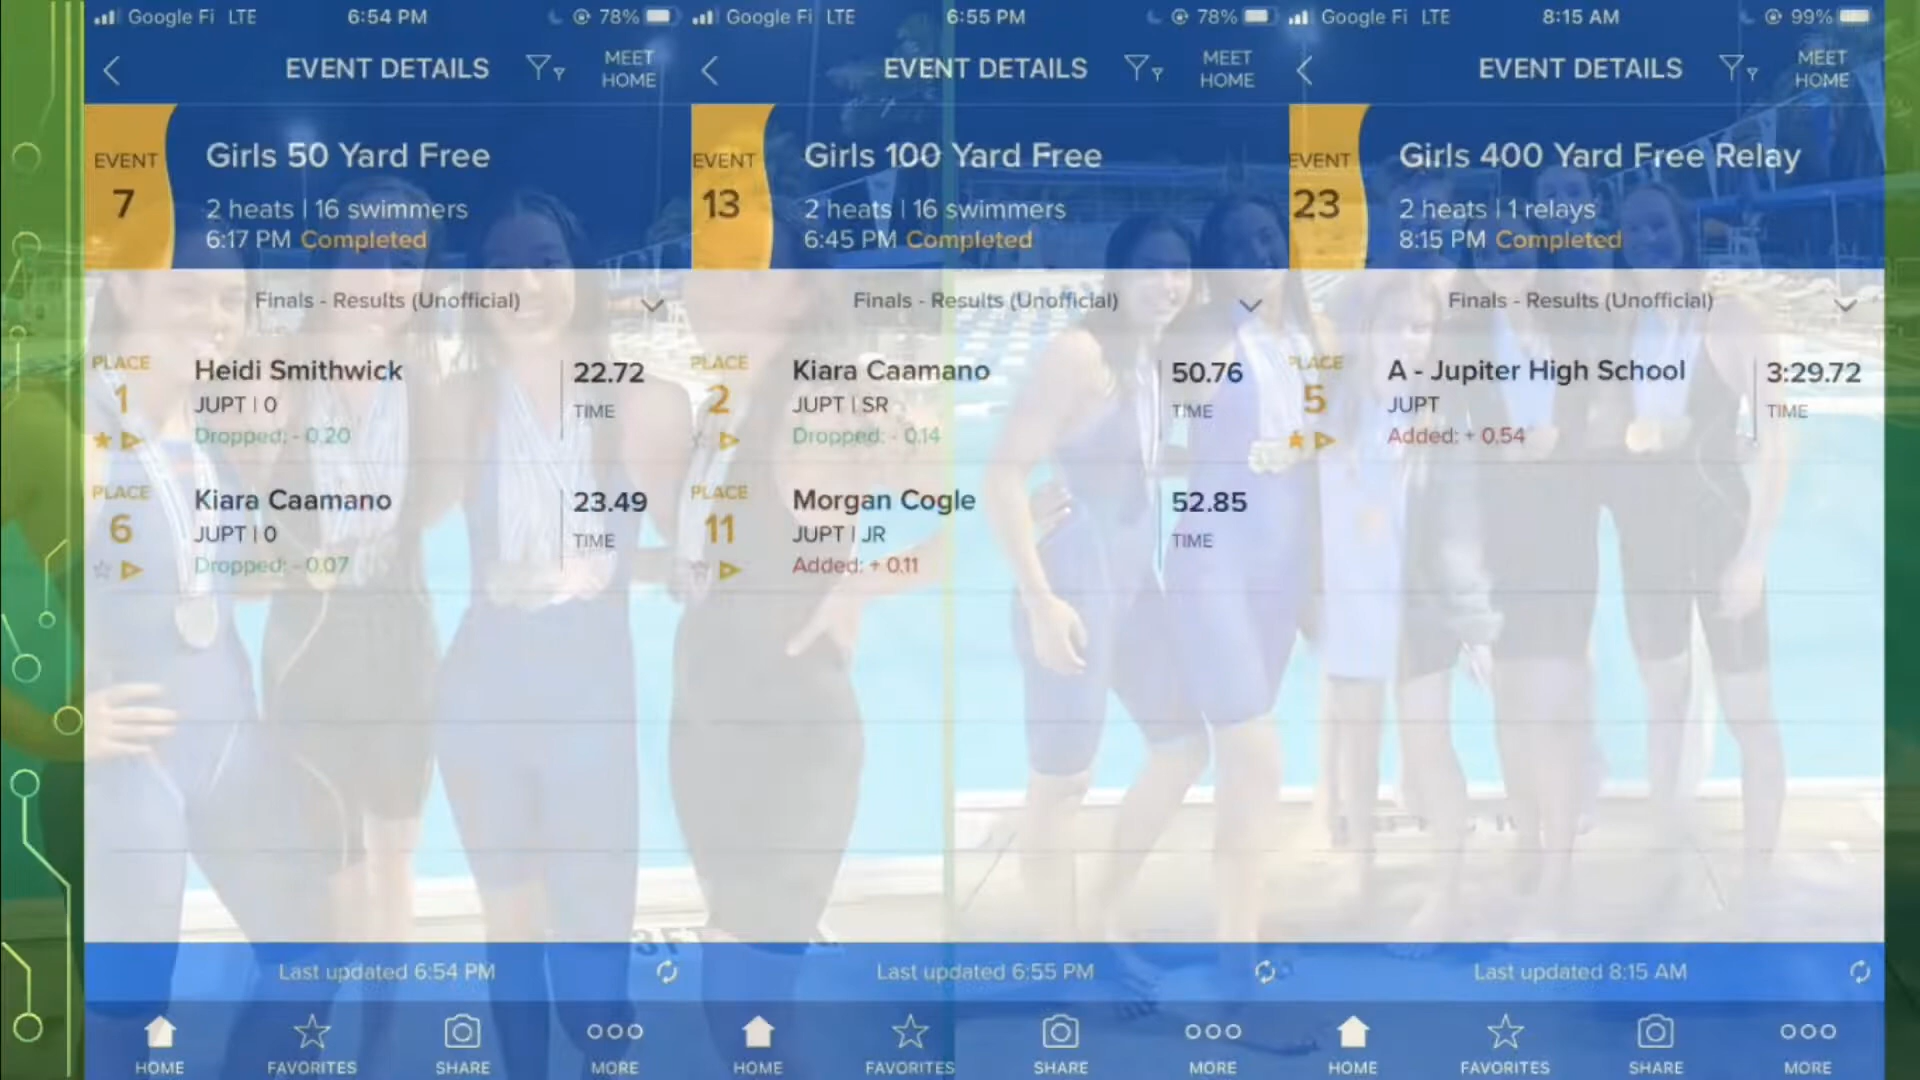 Google Fi LTE 6:54 PM 78%
EVENT DETAILS
MEET
HOME
EVENT
7
Girls 50 Yard Free
2 heats | 16 swimmers
6:17 PM Completed
Finals - Results (Unofficial)
PLACE
1
Heidi Smithwick
JUPT | 0
Dropped: - 0.20
22.72
TIME
PLACE
6
Kiara Caamano
JUPT | 0
Dropped: - 0.07
23.49
TIME
Last updated 6:54 PM
HOME
FAVORITES
SHARE
MORE
Google Fi LTE 6:55 PM 78%
EVENT DETAILS
MEET
HOME
EVENT
13
Girls 100 Yard Free
2 heats | 16 swimmers
6:45 PM Completed
Finals - Results (Unofficial)
PLACE
2
Kiara Caamano
JUPT | SR
Dropped: - 0.14
50.76
TIME
PLACE
11
Morgan Cogle
JUPT | JR
Added: + 0.11
52.85
TIME
Last updated 6:55 PM
HOME
FAVORITES
SHARE
MORE
Google Fi LTE 8:15 AM 99%
EVENT DETAILS
MEET
HOME
EVENT
23
Girls 400 Yard Free Relay
2 heats | 1 relays
8:15 PM Completed
Finals - Results (Unofficial)
PLACE
5
A - Jupiter High School
JUPT
Added: + 0.54
3:29.72
TIME
Last updated 8:15 AM
HOME
FAVORITES
SHARE
MORE